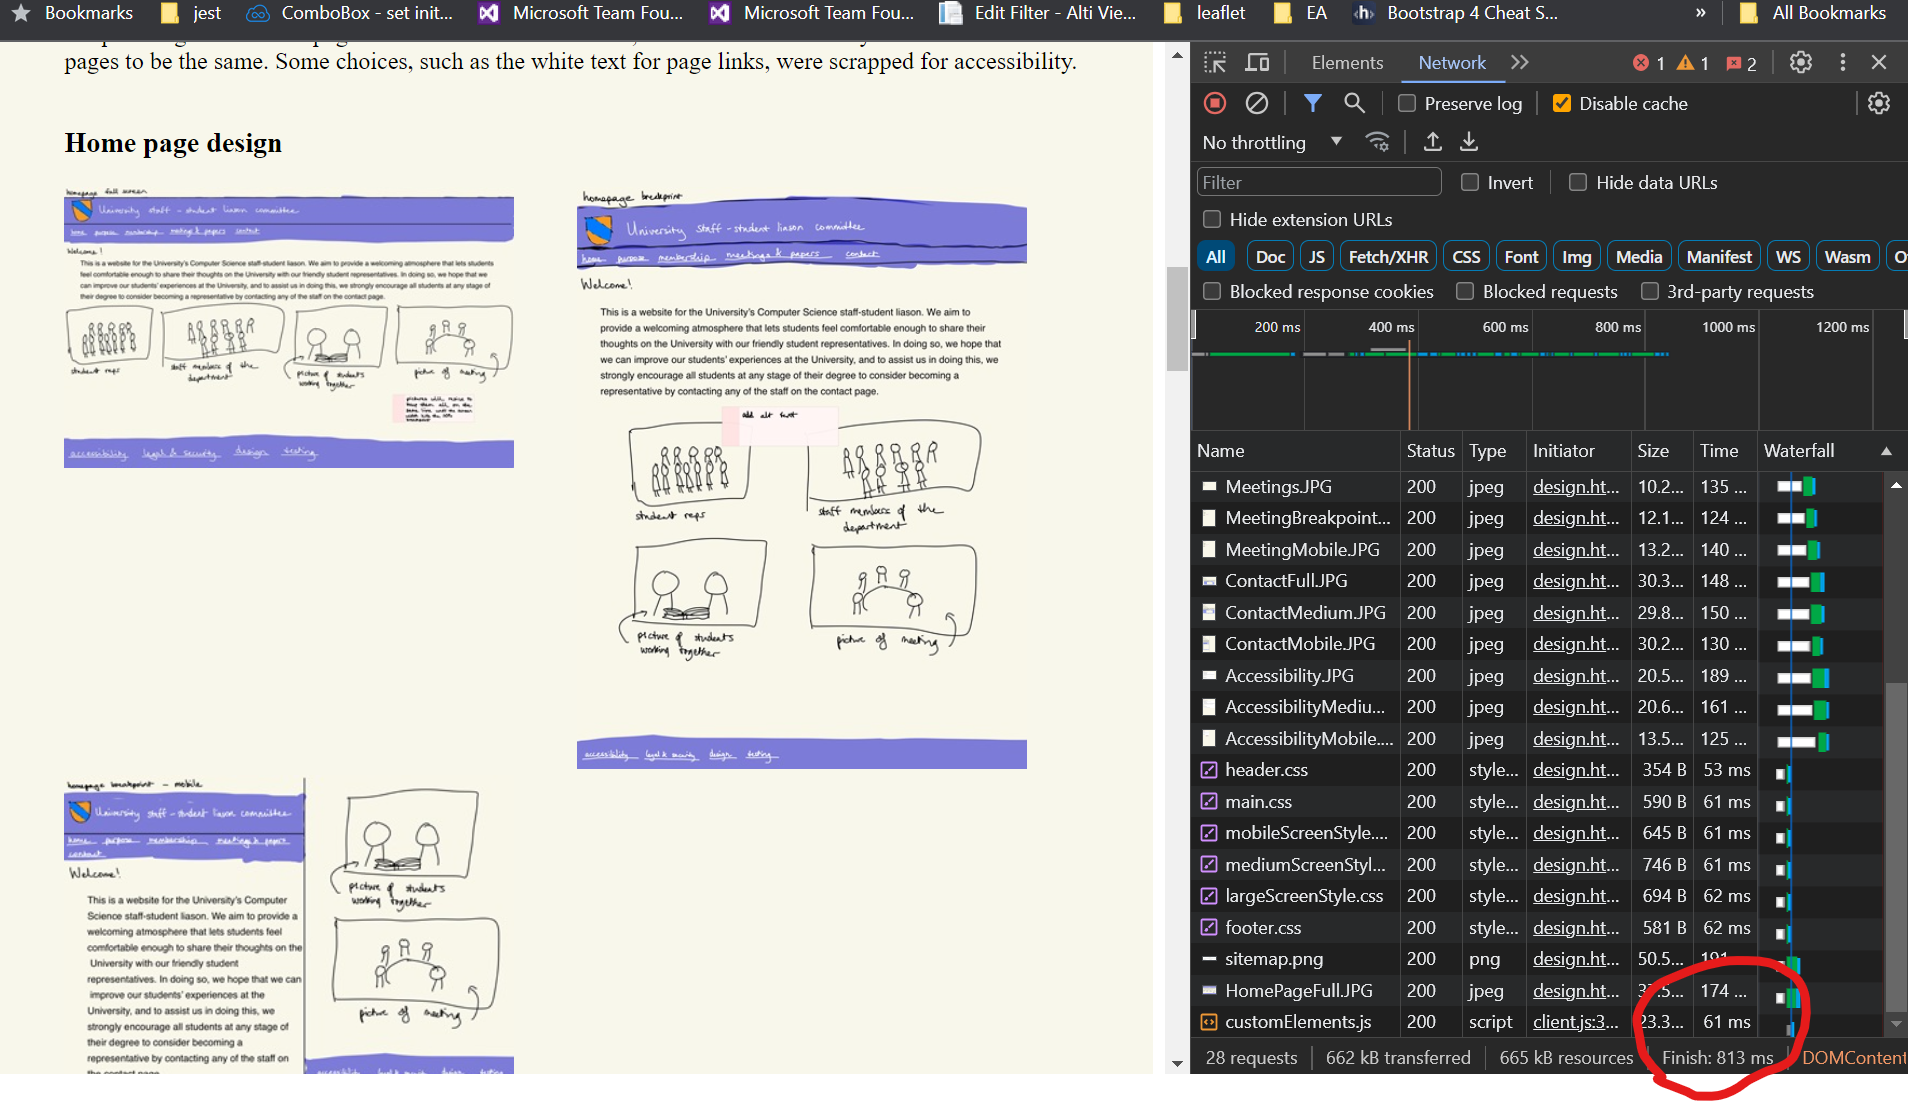 Bookmarks jest ComboBox - set init... Microsoft Team Fou... Microsoft Team Fou... Edit Filter - Alti Vie... leaflet EA Bootstrap 4 Cheat S... » All Bookmarks
pages to be the same. Some choices, such as the white text for page links, were scrapped for accessibility.
Home page design
homepage full screen
University staff - student liason committee
home purpose membership meetings & papers contact
Welcome!
This is a website for the University's Computer Science staff-student liason. We aim to provide a welcoming atmosphere that lets students
feel comfortable enough to share their thoughts on the University with our friendly student representatives. In doing so, we hope that we
can improve our students' experiences at the University, and to assist us in doing this, we strongly encourage all students at any stage of
their degree to consider becoming a representative by contacting any of the staff on the contact page.
student reps
staff members of the
department
picture of students
working together
picture of meeting
accessibility legal & security design testing
homepage breakpoint
University staff - student liason committee
home purpose membership meetings & papers contact
Welcome!
This is a website for the University's Computer Science staff-student liason. We aim to
provide a welcoming atmosphere that lets students feel comfortable enough to share their
thoughts on the University with our friendly student representatives. In doing so, we hope that
we can improve our students' experiences at the University, and to assist us in doing this, we
strongly encourage all students at any stage of their degree to consider becoming a
representative by contacting any of the staff on the contact page.
add alt text
student reps
staff members of the
department
picture of students
working together
picture of meeting
accessibility legal & security design testing
homepage breakpoint - mobile
University staff - student liason committee
home purpose membership meetings & papers
contact
Welcome!
This is a website for the University's Computer
Science staff-student liason. We aim to provide a
welcoming atmosphere that lets students feel
comfortable enough to share their thoughts on the
University with our friendly student
representatives. In doing so, we hope that we can
improve our students' experiences at the
University, and to assist us in doing this, we
strongly encourage all students at any stage of
their degree to consider becoming a
representative by contacting any of the staff on
the contact page.
picture of students
working together
picture of meeting
accessibility legal & security design testing
Elements Network 1 1 2
Preserve log Disable cache
No throttling
Filter Invert Hide data URLs
Hide extension URLs
All Doc JS Fetch/XHR CSS Font Img Media Manifest WS Wasm
Blocked response cookies Blocked requests 3rd-party requests
200 ms 400 ms 600 ms 800 ms 1000 ms 1200 ms
Name Status Type Initiator Size Time Waterfall
Meetings.JPG 200 jpeg design.ht... 10.2... 135 ...
MeetingBreakpoint... 200 jpeg design.ht... 12.1... 124 ...
MeetingMobile.JPG 200 jpeg design.ht... 13.2... 140 ...
ContactFull.JPG 200 jpeg design.ht... 30.3... 148 ...
ContactMedium.JPG 200 jpeg design.ht... 29.8... 150 ...
ContactMobile.JPG 200 jpeg design.ht... 30.2... 130 ...
Accessibility.JPG 200 jpeg design.ht... 20.5... 189 ...
AccessibilityMediu... 200 jpeg design.ht... 20.6... 161 ...
AccessibilityMobile.... 200 jpeg design.ht... 13.5... 125 ...
header.css 200 style... design.ht... 354 B 53 ms
main.css 200 style... design.ht... 590 B 61 ms
mobileScreenStyle.... 200 style... design.ht... 645 B 61 ms
mediumScreenStyl... 200 style... design.ht... 746 B 61 ms
largeScreenStyle.css 200 style... design.ht... 694 B 62 ms
footer.css 200 style... design.ht... 581 B 62 ms
sitemap.png 200 png design.ht... 50.5... 191 ...
HomePageFull.JPG 200 jpeg design.ht... 37.5... 174 ...
customElements.js 200 script client.js:3... 23.3... 61 ms
28 requests 662 kB transferred 665 kB resources Finish: 813 ms DOMContent